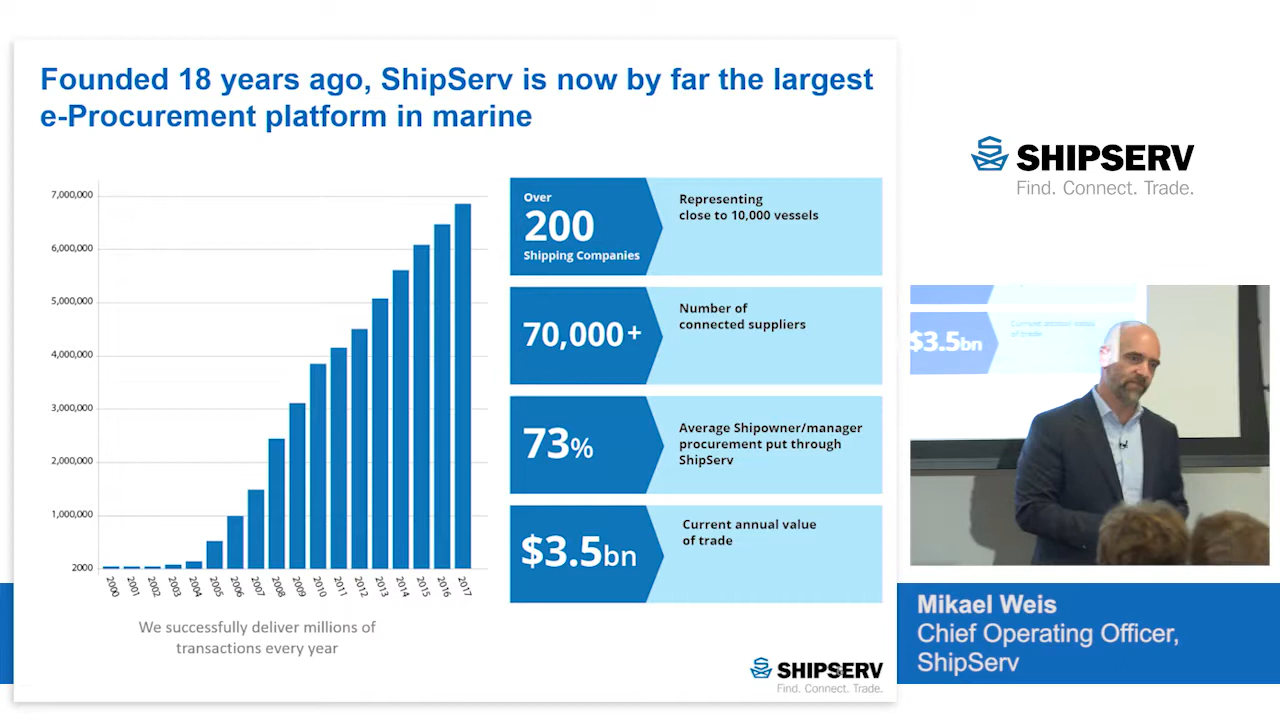 Founded 18 years ago, ShipServ is now by far the largest
e-Procurement platform in marine
7,000,000
6,000,000
5,000,000
4,000,000
3,000,000
2,000,000
1,000,000
2000
2000
2001
2002
2003
2004
2005
2006
2007
2008
2009
2010
2011
2012
2013
2014
2015
2016
2017
We successfully deliver millions of
transactions every year
Over
200
Shipping Companies
Representing
close to 10,000 vessels
70,000+
Number of
connected suppliers
73%
Average Shipowner/manager
procurement put through
ShipServ
$3.5bn
Current annual value
of trade
SHIPSERV
Find. Connect. Trade.
SHIPSERV
Find. Connect. Trade.
$3.5bn
Current annual value
of trade
Mikael Weis
Chief Operating Officer,
ShipServ